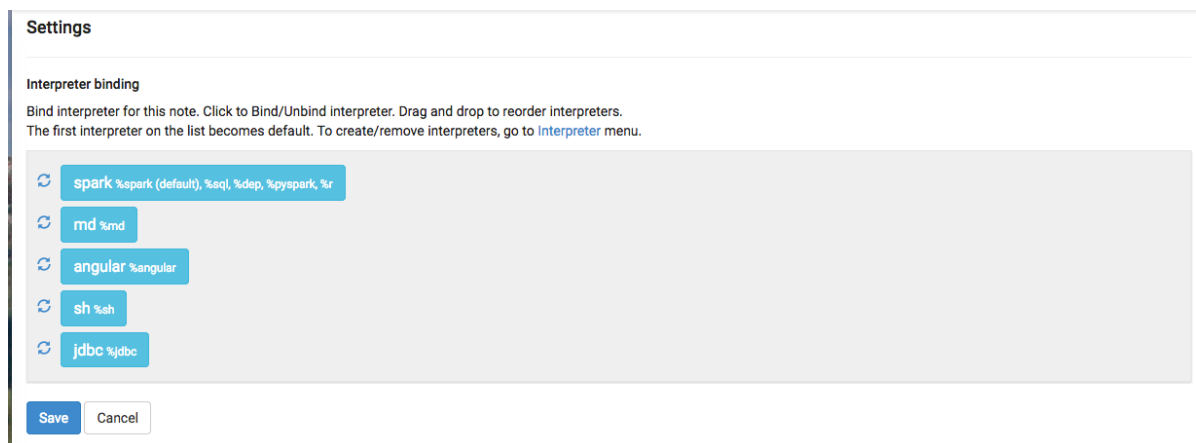 Settings
Interpreter binding
Bind interpreter for this note. Click to Bind/Unbind interpreter. Drag and drop to reorder interpreters.
The first interpreter on the list becomes default. To create/remove interpreters, go to Interpreter menu.
spark %spark (default), %sql, %dep, %pyspark, %r
md %md
angular %angular
sh %sh
jdbc %jdbc
Save Cancel